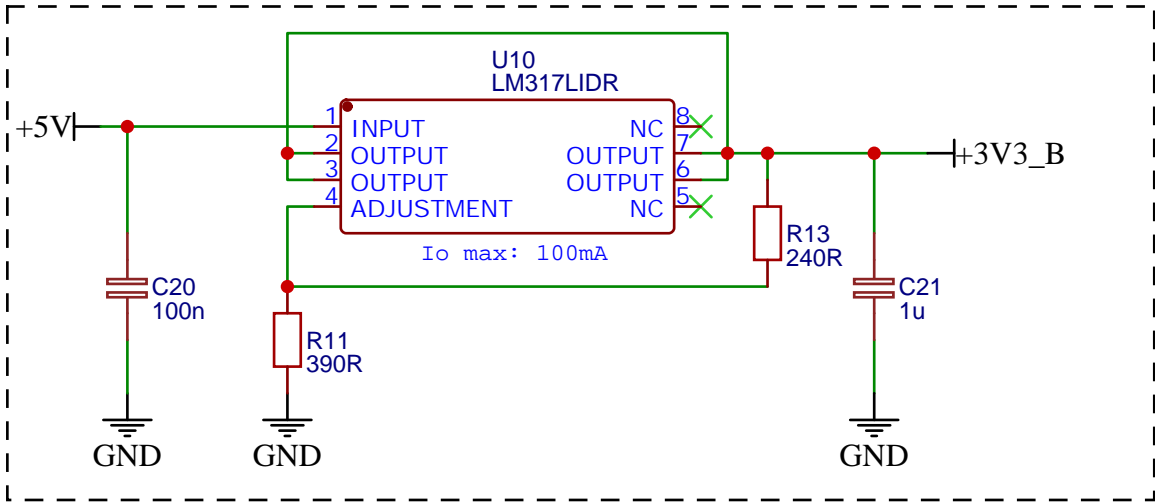 U10
LM317LIDR
+5V
1
INPUT
2
OUTPUT
3
OUTPUT
4
ADJUSTMENT
8
NC
7
OUTPUT
6
OUTPUT
5
NC
+3V3_B
Io max: 100mA
R13
240R
C20
100n
C21
1u
R11
390R
GND
GND
GND